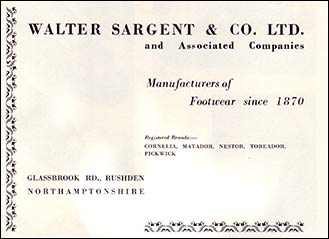 WALTER SARGENT & CO. LTD.
and Associated Companies
Manufacturers of
Footwear since 1870
Registered Brands:—
CORNELIA, MATADOR, NESTOR, TOREADOR,
PICKWICK
GLASSBROOK RD., RUSHDEN
NORTHAMPTONSHIRE